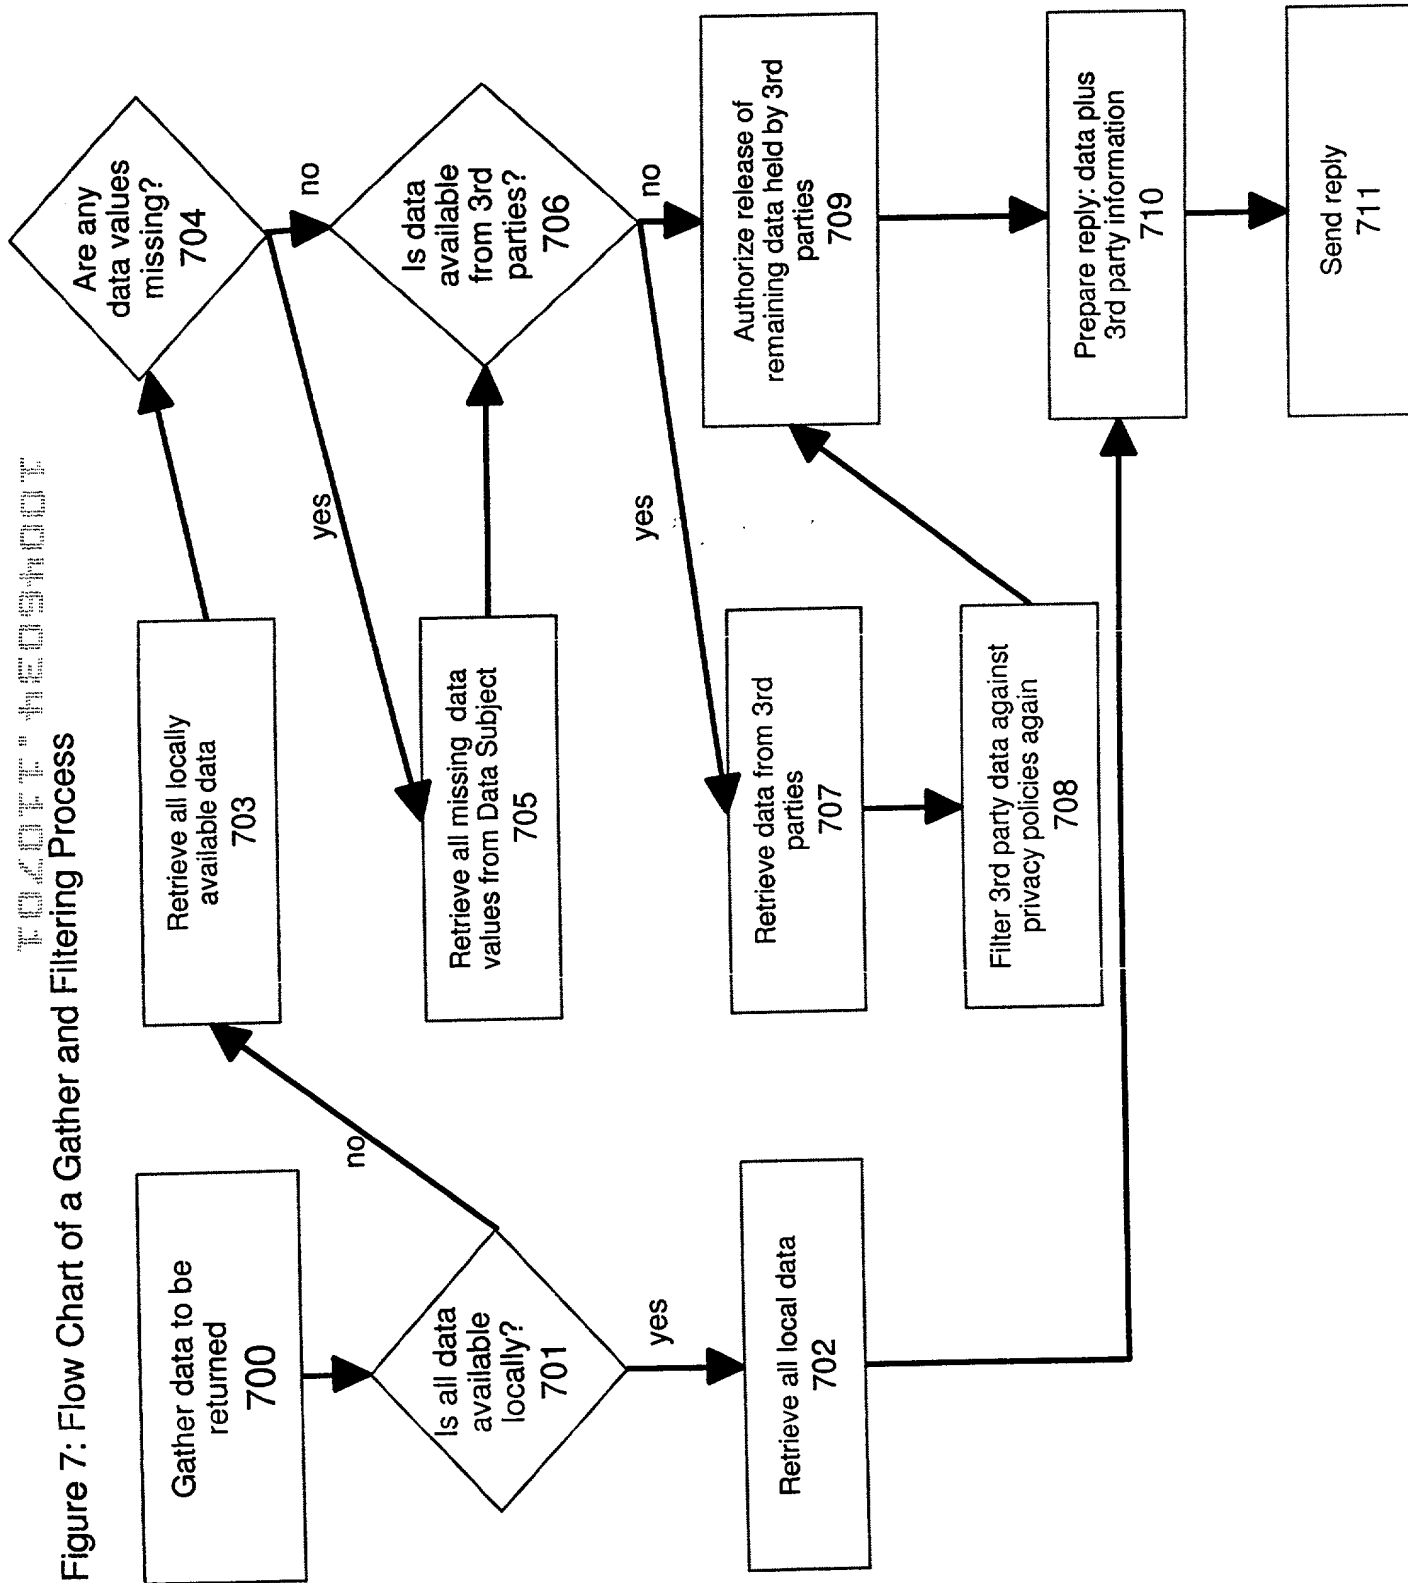 Figure 7: Flow Chart of a Gather and Filtering Process
Gather data to be
returned
700
Is all data
available
locally?
701
no
yes
Retrieve all local data
702
Retrieve all locally
available data
703
Are any
data values
missing?
704
yes
no
Retrieve all missing data
values from Data Subject
705
Is data
available
from 3rd
parties?
706
yes
no
Retrieve data from 3rd
parties
707
Filter 3rd party data against
privacy policies again
708
Authorize release of
remaining data held by 3rd
parties
709
Prepare reply: data plus
3rd party information
710
Send reply
711